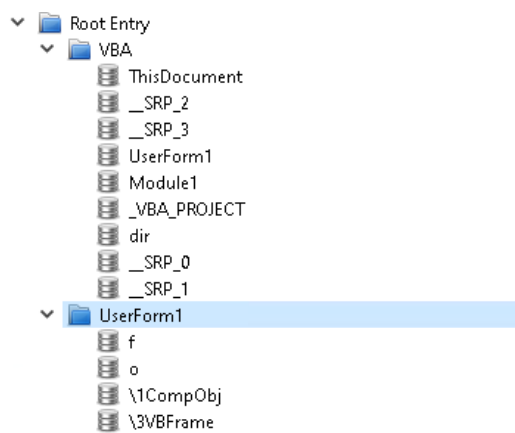 Root Entry
VBA
ThisDocument
__SRP_2
__SRP_3
UserForm1
Module1
_VBA_PROJECT
dir
__SRP_0
__SRP_1
UserForm1
f
o
\1CompObj
\3VBFrame